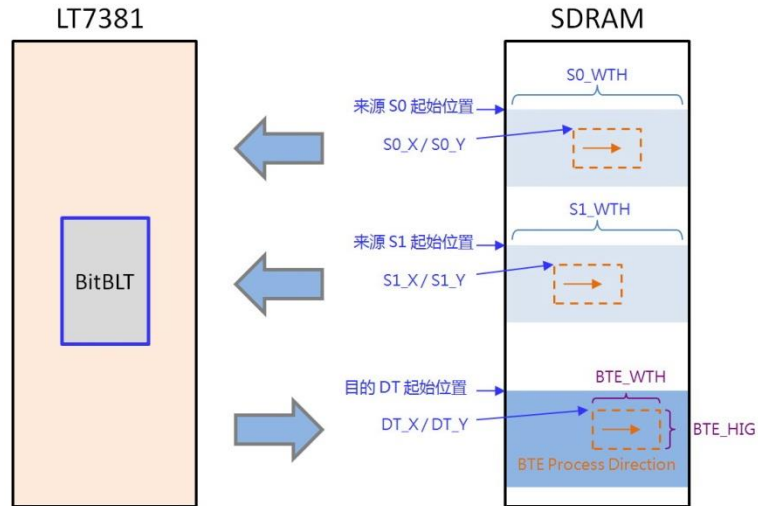 LT7381
SDRAM
S0_WTH
来源 S0 起始位置
S0_X / S0_Y
S1_WTH
来源 S1 起始位置
S1_X / S1_Y
BitBLT
目的 DT 起始位置
BTE_WTH
DT_X / DT_Y
BTE_HIG
BTE Process Direction